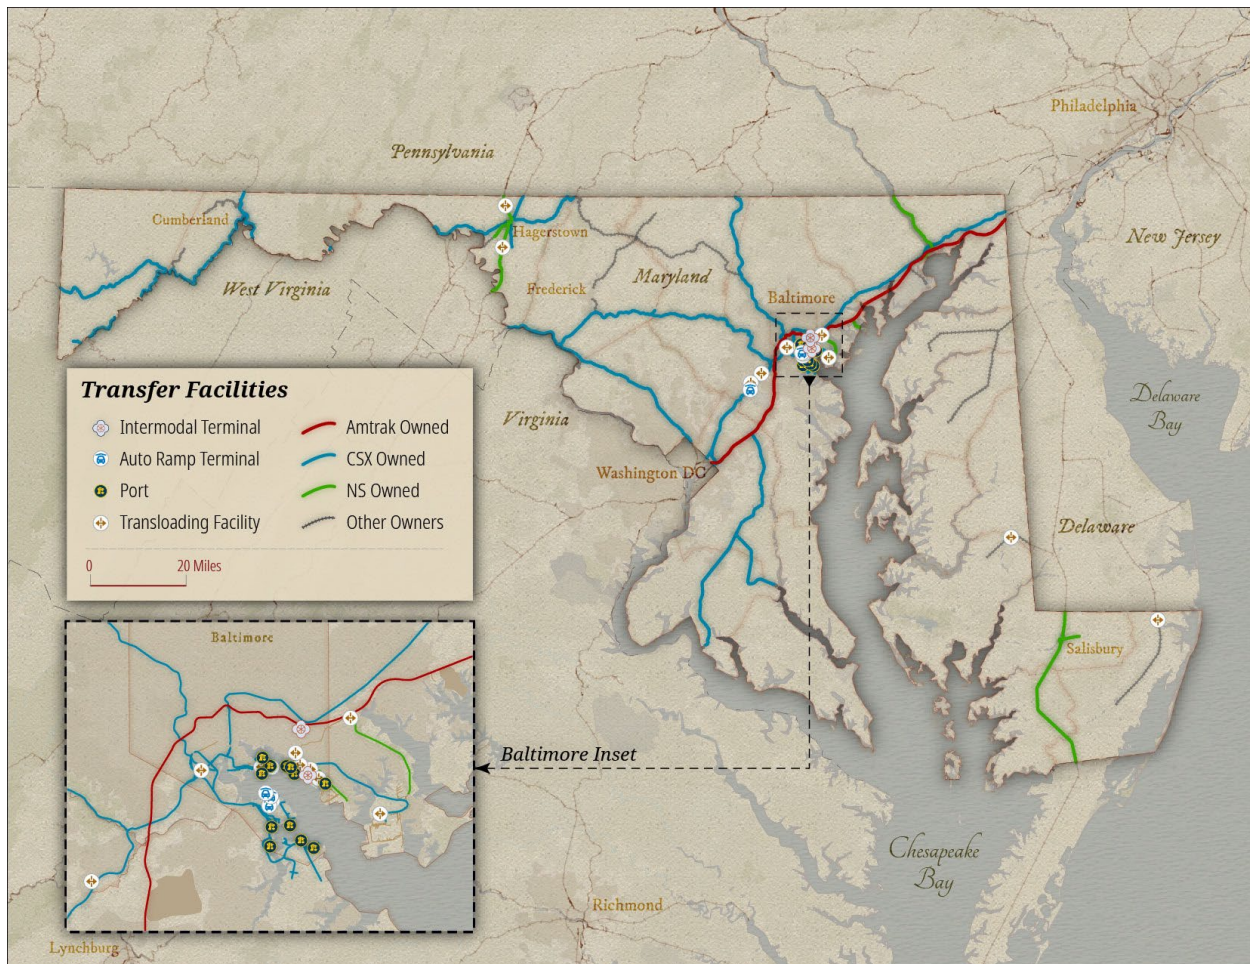 Philadelphia
Pennsylvania
Cumberland
Hagerstown
New Jersey
West Virginia
Maryland
Frederick
Baltimore
Transfer Facilities
Intermodal Terminal
Amtrak Owned
Auto Ramp Terminal
CSX Owned
Port
NS Owned
Transloading Facility
Other Owners
0
20 Miles
Virginia
Delaware
Bay
Washington DC
Delaware
Baltimore
Salisbury
Baltimore Inset
Chesapeake
Bay
Richmond
Lynchburg